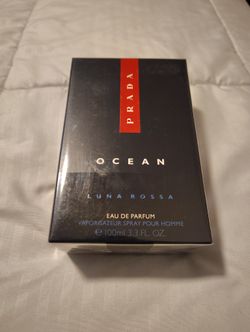 PRADA
OCEAN
LUNA ROSSA
EAU DE PARFUM
VAPORISATEUR SPRAY POUR HOMME
℮ 100ml 3.3 FL. OZ.